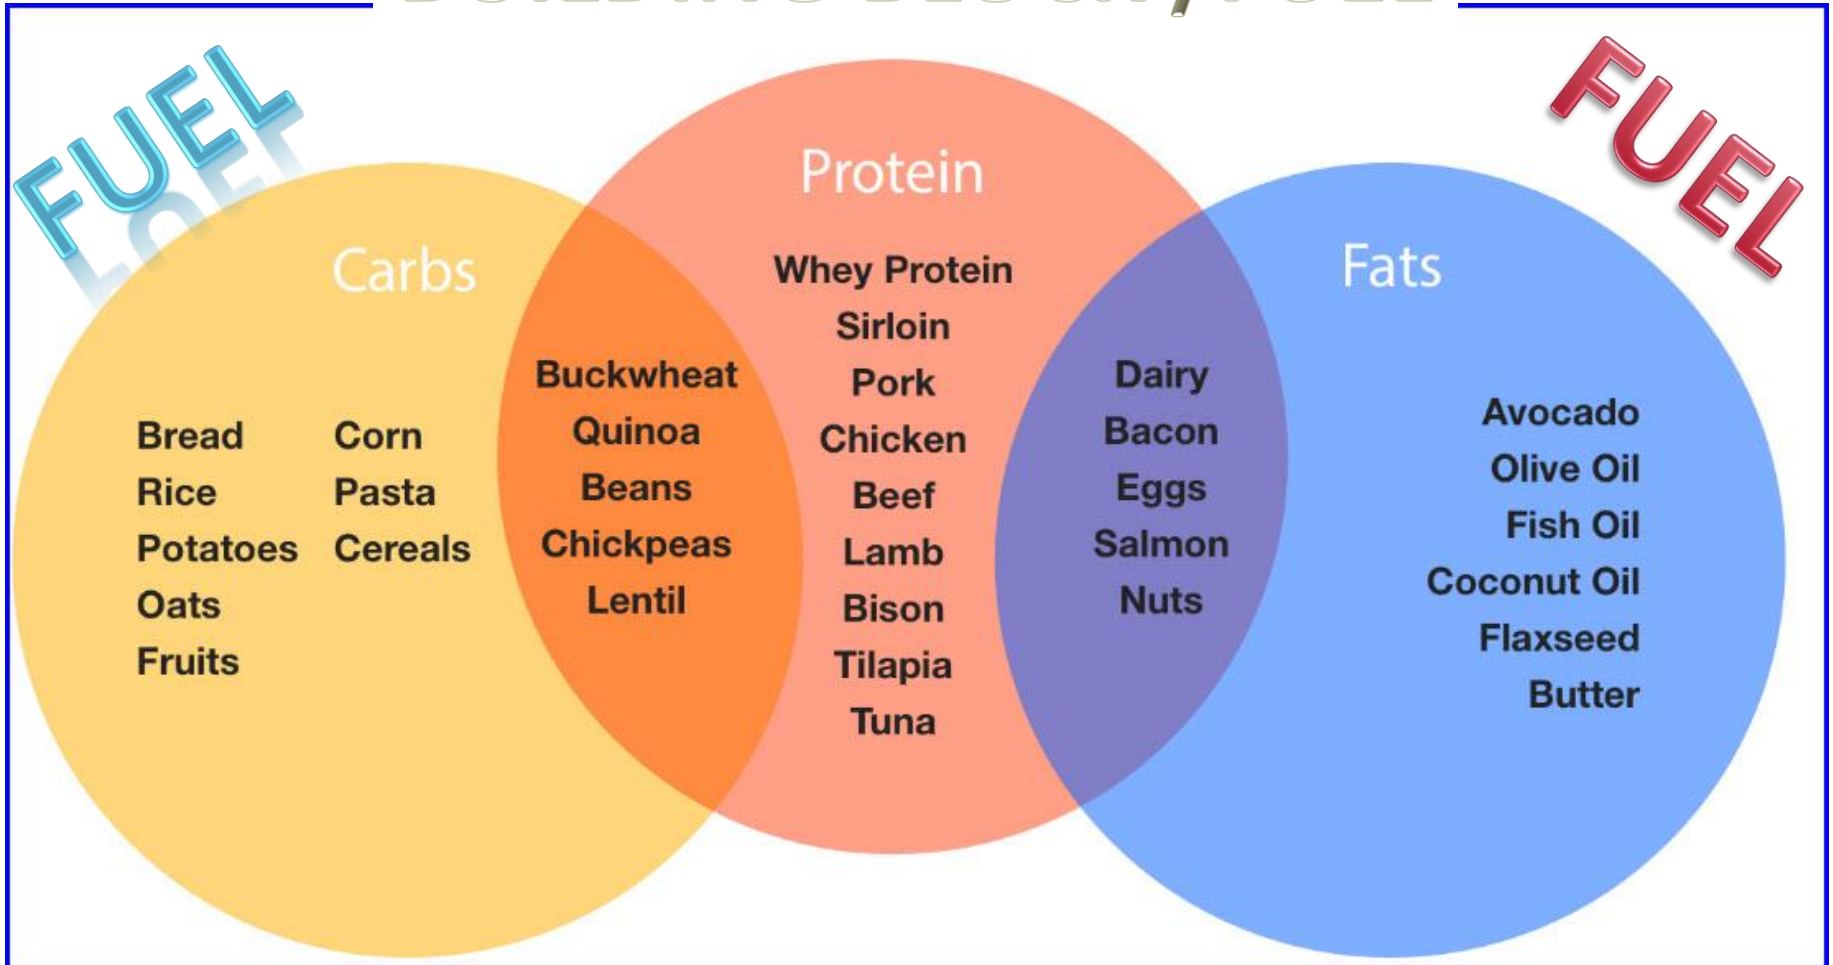 FUEL
FUEL
Protein
Carbs
Fats
Whey Protein
Sirloin
Pork
Chicken
Beef
Lamb
Bison
Tilapia
Tuna
Bread
Rice
Potatoes
Oats
Fruits
Corn
Pasta
Cereals
Buckwheat
Quinoa
Beans
Chickpeas
Lentil
Dairy
Bacon
Eggs
Salmon
Nuts
Avocado
Olive Oil
Fish Oil
Coconut Oil
Flaxseed
Butter